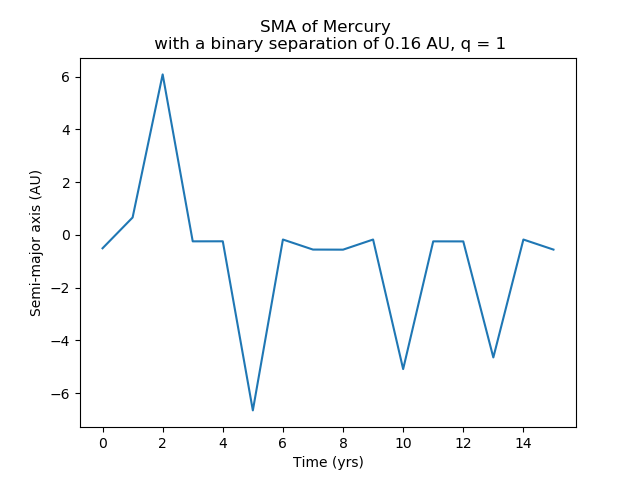 SMA of Mercury
with a binary separation of 0.16 AU, q = 1
6
4
2
0
−2
−4
−6
Semi-major axis (AU)
0 2 4 6 8 10 12 14
Time (yrs)